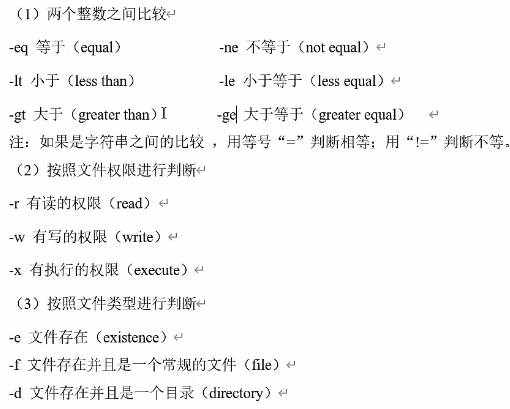 （1）两个整数之间比较
-eq 等于（equal） -ne 不等于（not equal）
-lt 小于（less than） -le 小于等于（less equal）
-gt 大于（greater than） -ge 大于等于（greater equal）
注：如果是字符串之间的比较 ，用等号“=”判断相等；用“!=”判断不等。
（2）按照文件权限进行判断
-r 有读的权限（read）
-w 有写的权限（write）
-x 有执行的权限（execute）
（3）按照文件类型进行判断
-e 文件存在（existence）
-f 文件存在并且是一个常规的文件（file）
-d 文件存在并且是一个目录（directory）